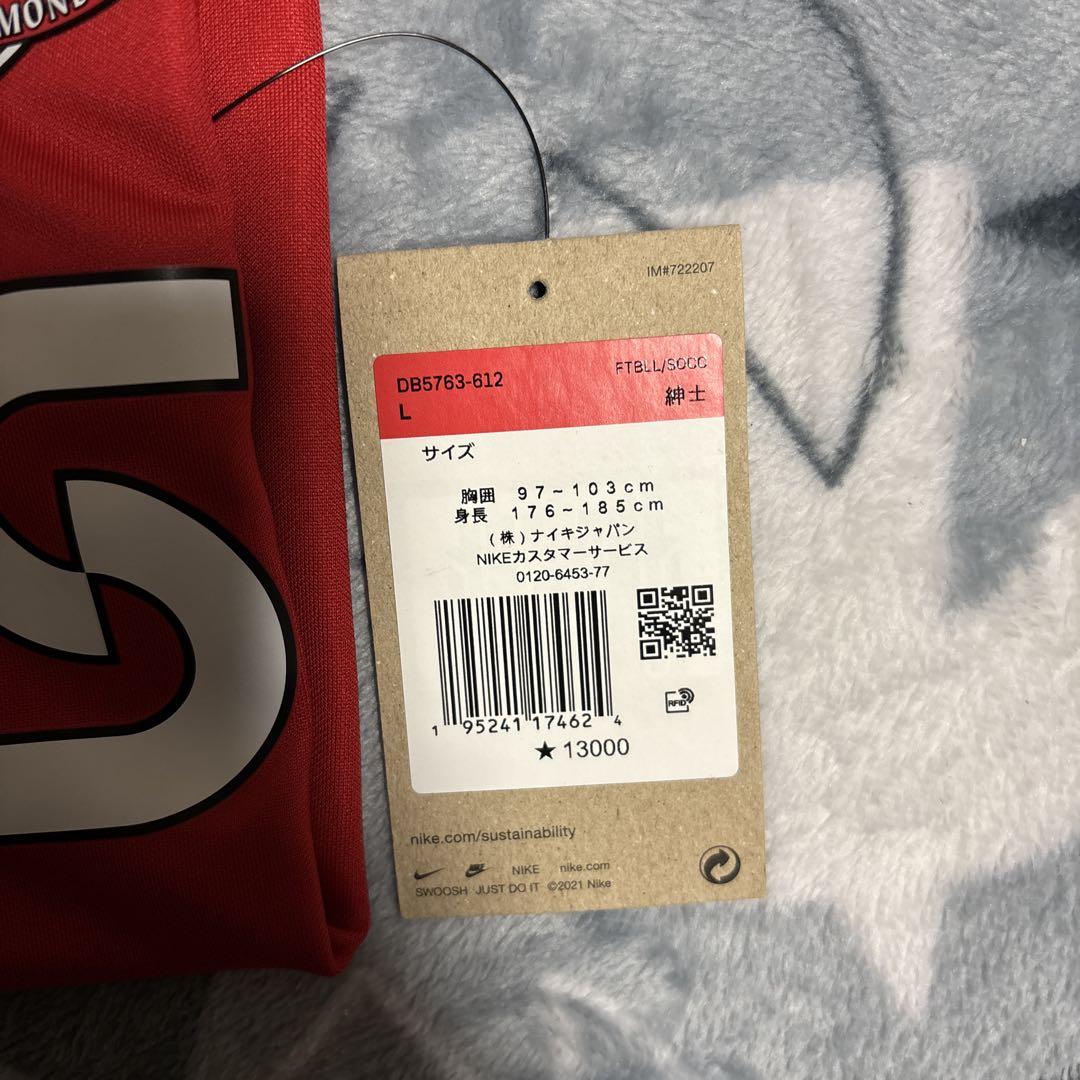 MOND
IM#722207
DB5763-612
FTBLL/SOCC
L
紳士
サイズ
胸囲 97~103cm
身長 176~185cm
(株)ナイキジャパン
NIKEカスタマーサービス
0120-6453-77
RFID
1 95241 17462 4
★ 13000
nike.com/sustainability
NIKE nike.com
SWOOSH JUST DO IT ©2021 Nike